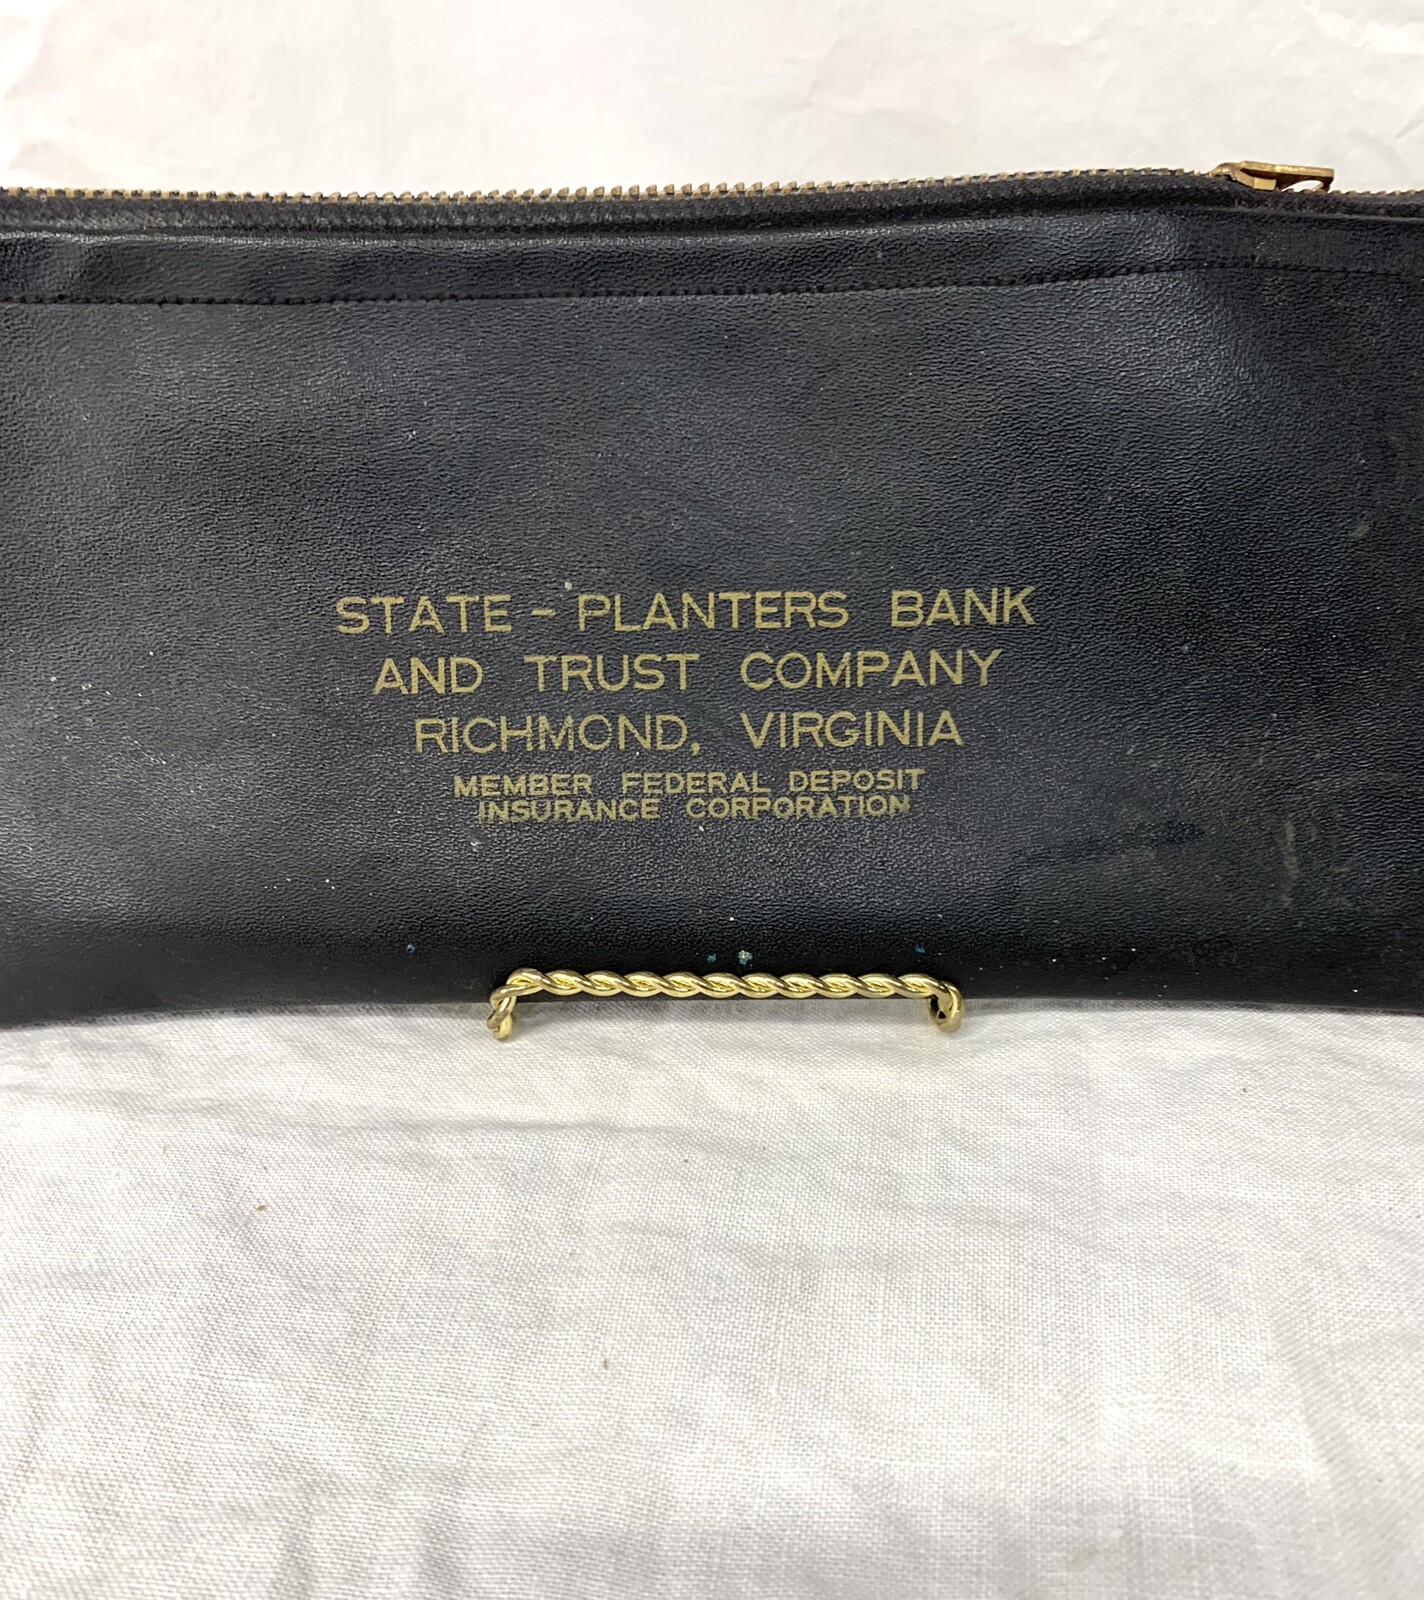 STATE - PLANTERS BANK
AND TRUST COMPANY
RICHMOND, VIRGINIA
MEMBER FEDERAL DEPOSIT
INSURANCE CORPORATION